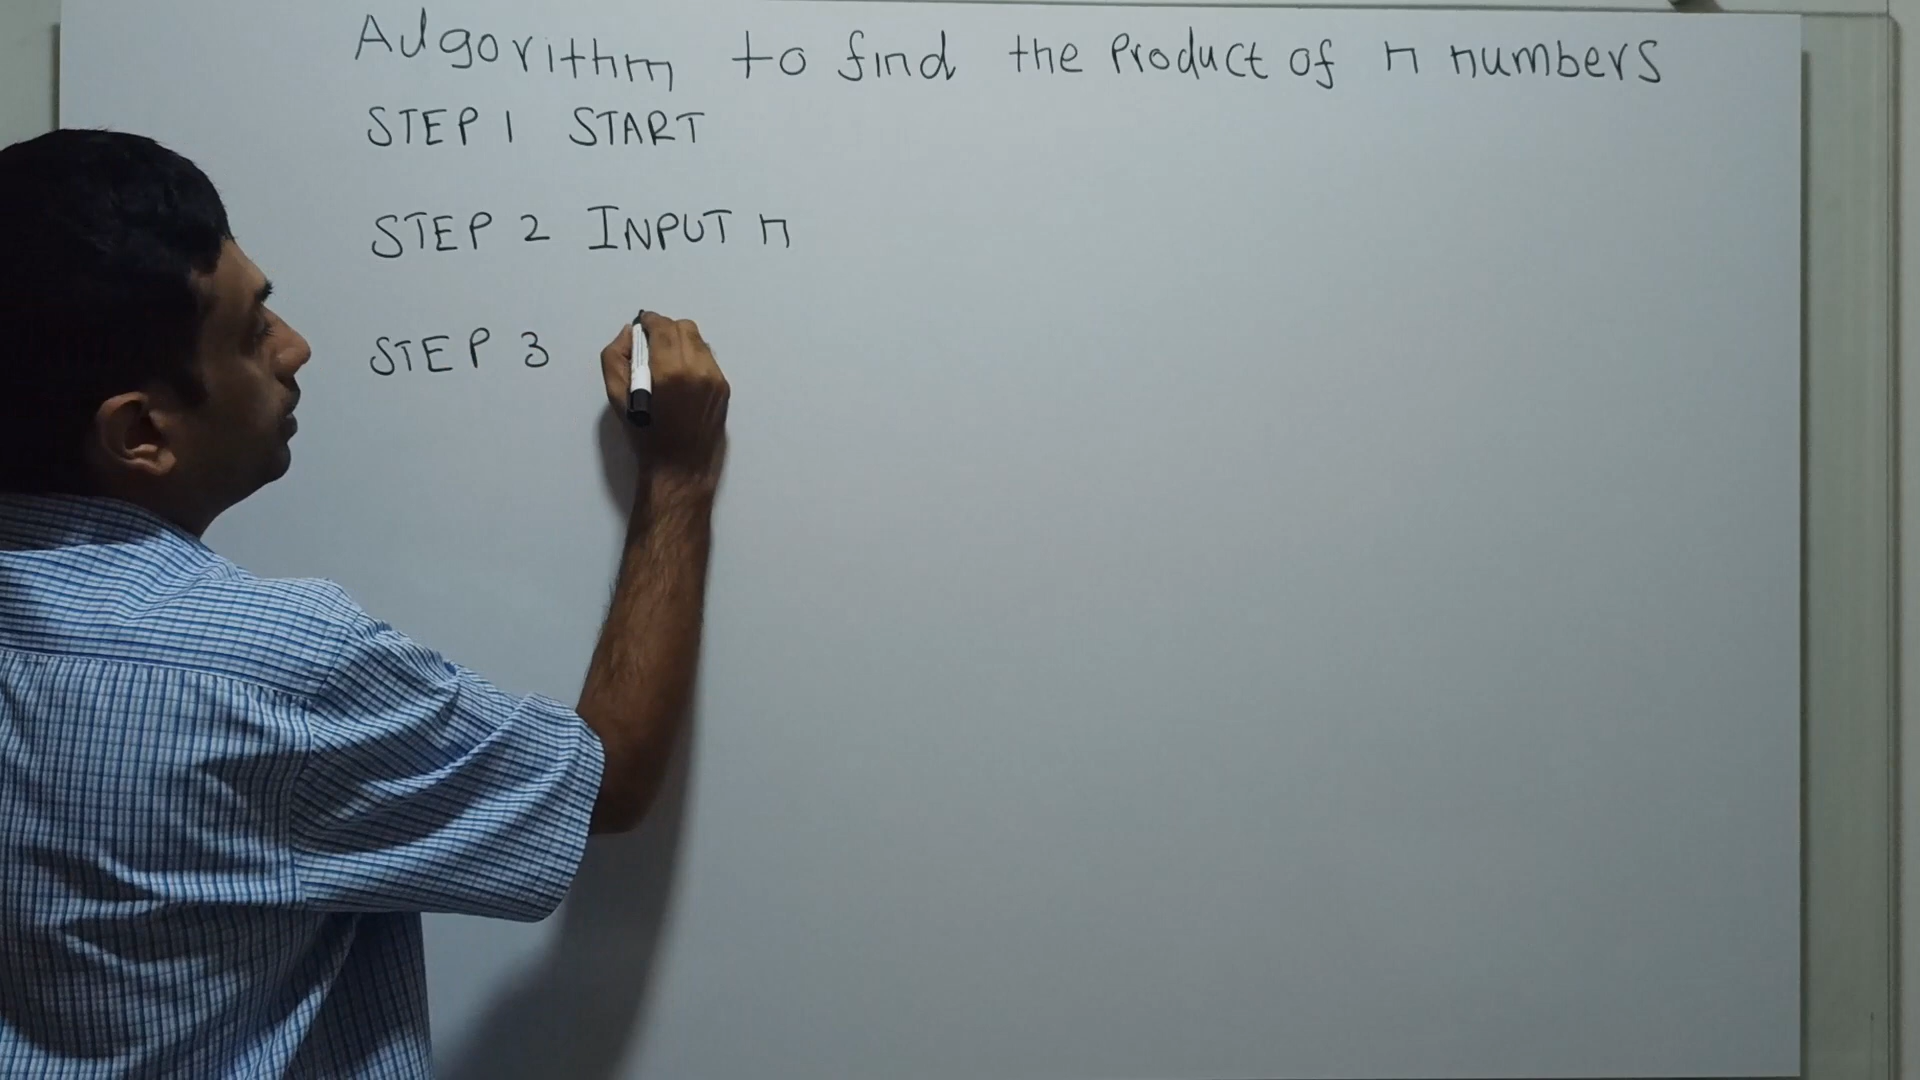 Algorithm to find the Product of n numbers
STEP 1 START
STEP 2 INPUT n
STEP 3